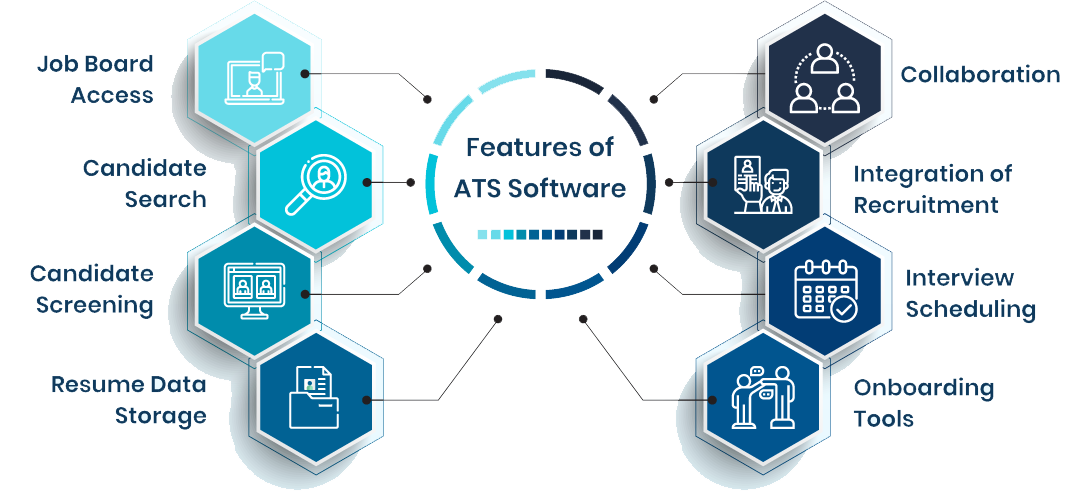 Features of
ATS Software
Job Board
Access
Candidate
Search
Candidate
Screening
Resume Data
Storage
Collaboration
Integration of
Recruitment
Interview
Scheduling
Onboarding
Tools